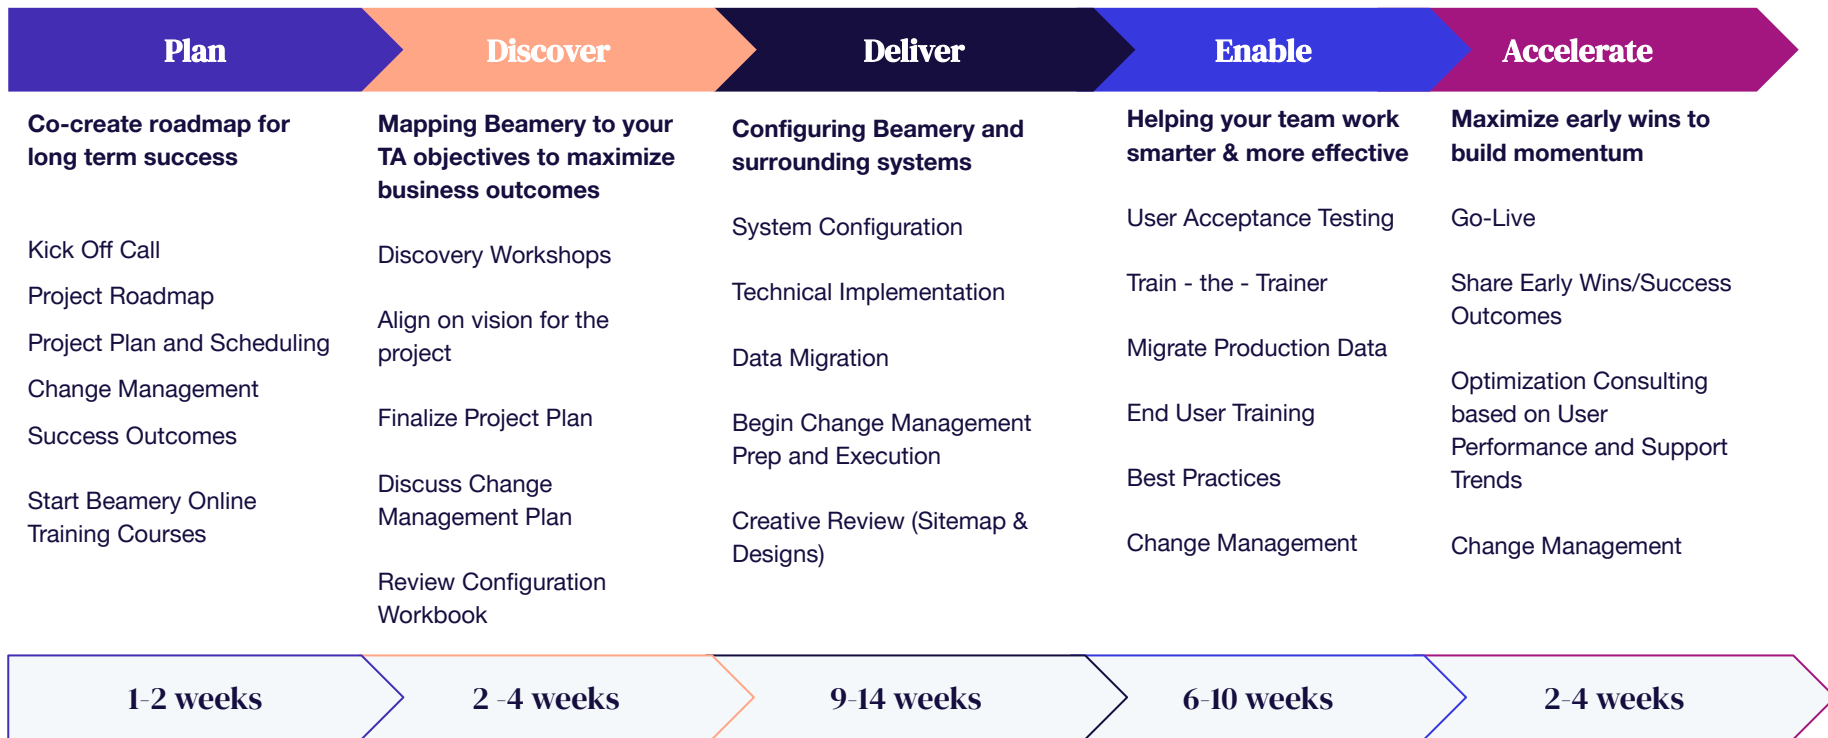 Plan
Discover
Deliver
Enable
Accelerate
Co-create roadmap for
long term success
Kick Off Call
Project Roadmap
Project Plan and Scheduling
Change Management
Success Outcomes
Start Beamery Online
Training Courses
Mapping Beamery to your
TA objectives to maximize
business outcomes
Discovery Workshops
Align on vision for the
project
Finalize Project Plan
Discuss Change
Management Plan
Review Configuration
Workbook
Configuring Beamery and
surrounding systems
System Configuration
Technical Implementation
Data Migration
Begin Change Management
Prep and Execution
Creative Review (Sitemap &
Designs)
Helping your team work
smarter & more effective
User Acceptance Testing
Train - the - Trainer
Migrate Production Data
End User Training
Best Practices
Change Management
Maximize early wins to
build momentum
Go-Live
Share Early Wins/Success
Outcomes
Optimization Consulting
based on User
Performance and Support
Trends
Change Management
1-2 weeks
2 -4 weeks
9-14 weeks
6-10 weeks
2-4 weeks